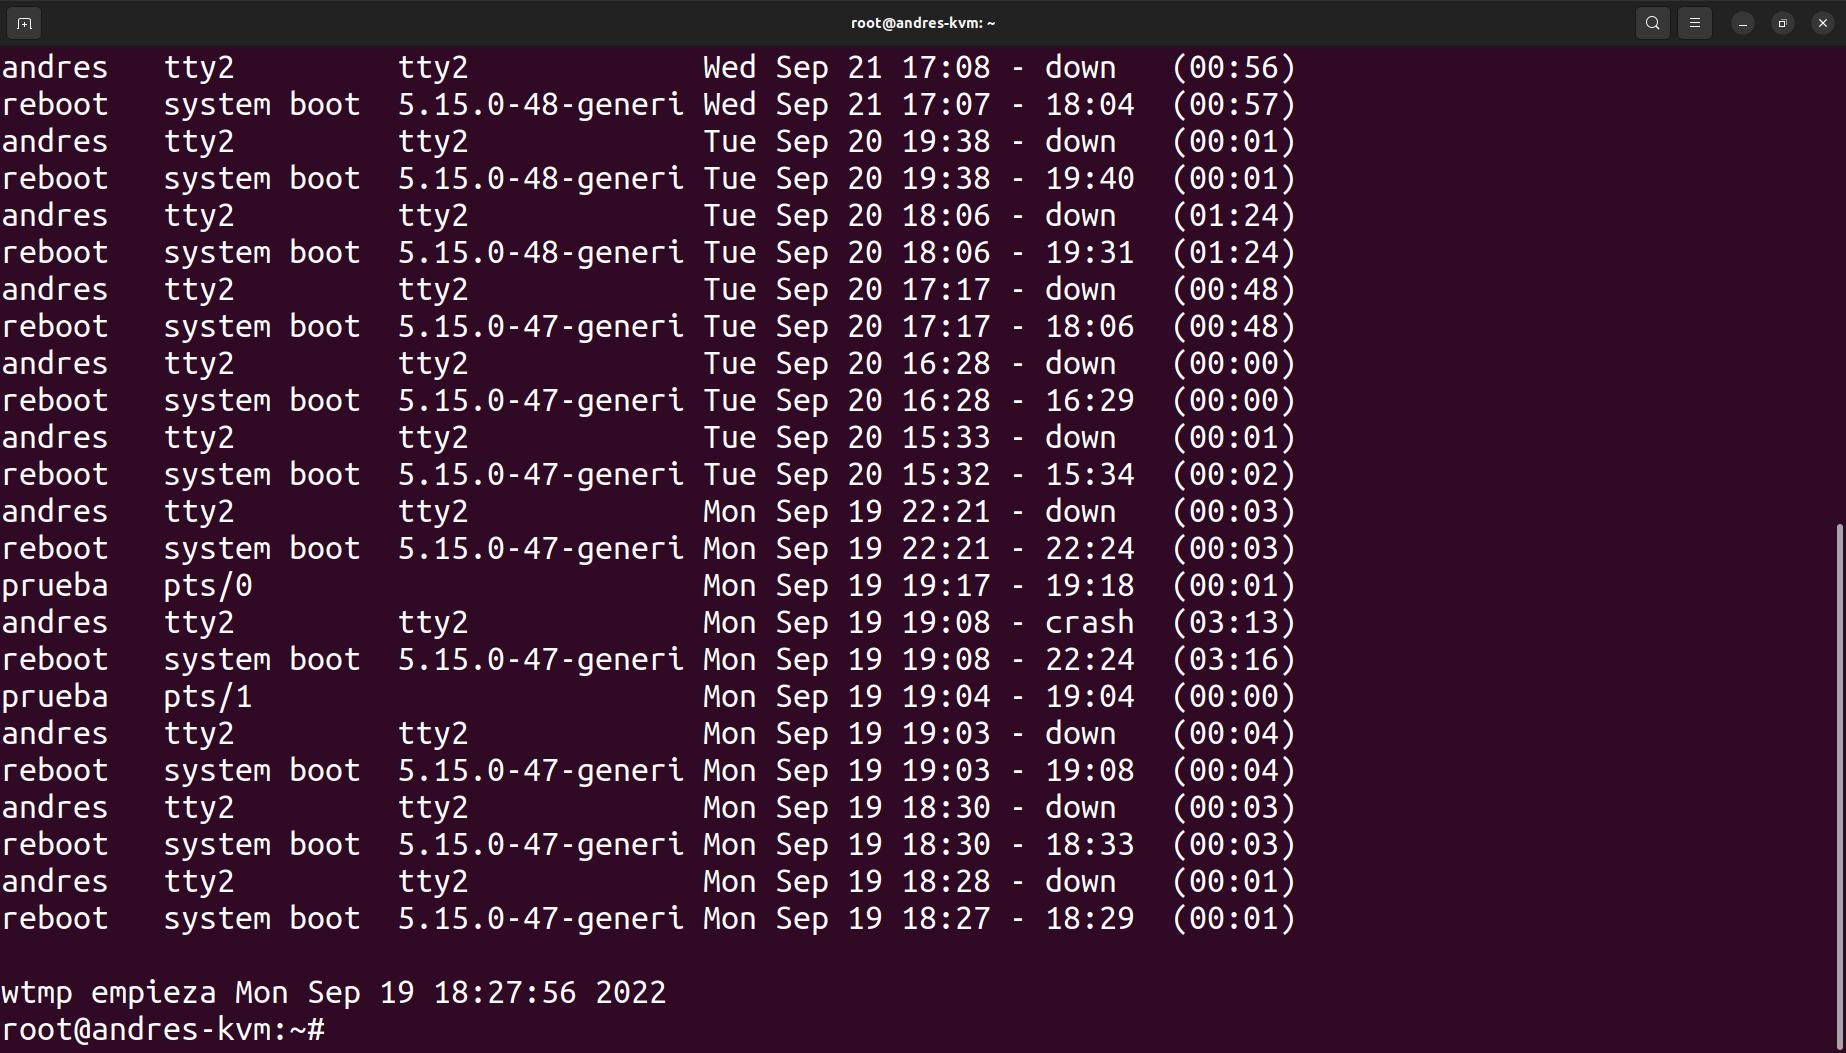 root@andres-kvm: ~
andres   tty2         tty2             Wed Sep 21 17:08 - down   (00:56)
reboot   system boot  5.15.0-48-generi Wed Sep 21 17:07 - 18:04  (00:57)
andres   tty2         tty2             Tue Sep 20 19:38 - down   (00:01)
reboot   system boot  5.15.0-48-generi Tue Sep 20 19:38 - 19:40  (00:01)
andres   tty2         tty2             Tue Sep 20 18:06 - down   (01:24)
reboot   system boot  5.15.0-48-generi Tue Sep 20 18:06 - 19:31  (01:24)
andres   tty2         tty2             Tue Sep 20 17:17 - down   (00:48)
reboot   system boot  5.15.0-47-generi Tue Sep 20 17:17 - 18:06  (00:48)
andres   tty2         tty2             Tue Sep 20 16:28 - down   (00:00)
reboot   system boot  5.15.0-47-generi Tue Sep 20 16:28 - 16:29  (00:00)
andres   tty2         tty2             Tue Sep 20 15:33 - down   (00:01)
reboot   system boot  5.15.0-47-generi Tue Sep 20 15:32 - 15:34  (00:02)
andres   tty2         tty2             Mon Sep 19 22:21 - down   (00:03)
reboot   system boot  5.15.0-47-generi Mon Sep 19 22:21 - 22:24  (00:03)
prueba   pts/0                         Mon Sep 19 19:17 - 19:18  (00:01)
andres   tty2         tty2             Mon Sep 19 19:08 - crash  (03:13)
reboot   system boot  5.15.0-47-generi Mon Sep 19 19:08 - 22:24  (03:16)
prueba   pts/1                         Mon Sep 19 19:04 - 19:04  (00:00)
andres   tty2         tty2             Mon Sep 19 19:03 - down   (00:04)
reboot   system boot  5.15.0-47-generi Mon Sep 19 19:03 - 19:08  (00:04)
andres   tty2         tty2             Mon Sep 19 18:30 - down   (00:03)
reboot   system boot  5.15.0-47-generi Mon Sep 19 18:30 - 18:33  (00:03)
andres   tty2         tty2             Mon Sep 19 18:28 - down   (00:01)
reboot   system boot  5.15.0-47-generi Mon Sep 19 18:27 - 18:29  (00:01)
wtmp empieza Mon Sep 19 18:27:56 2022
root@andres-kvm:~#